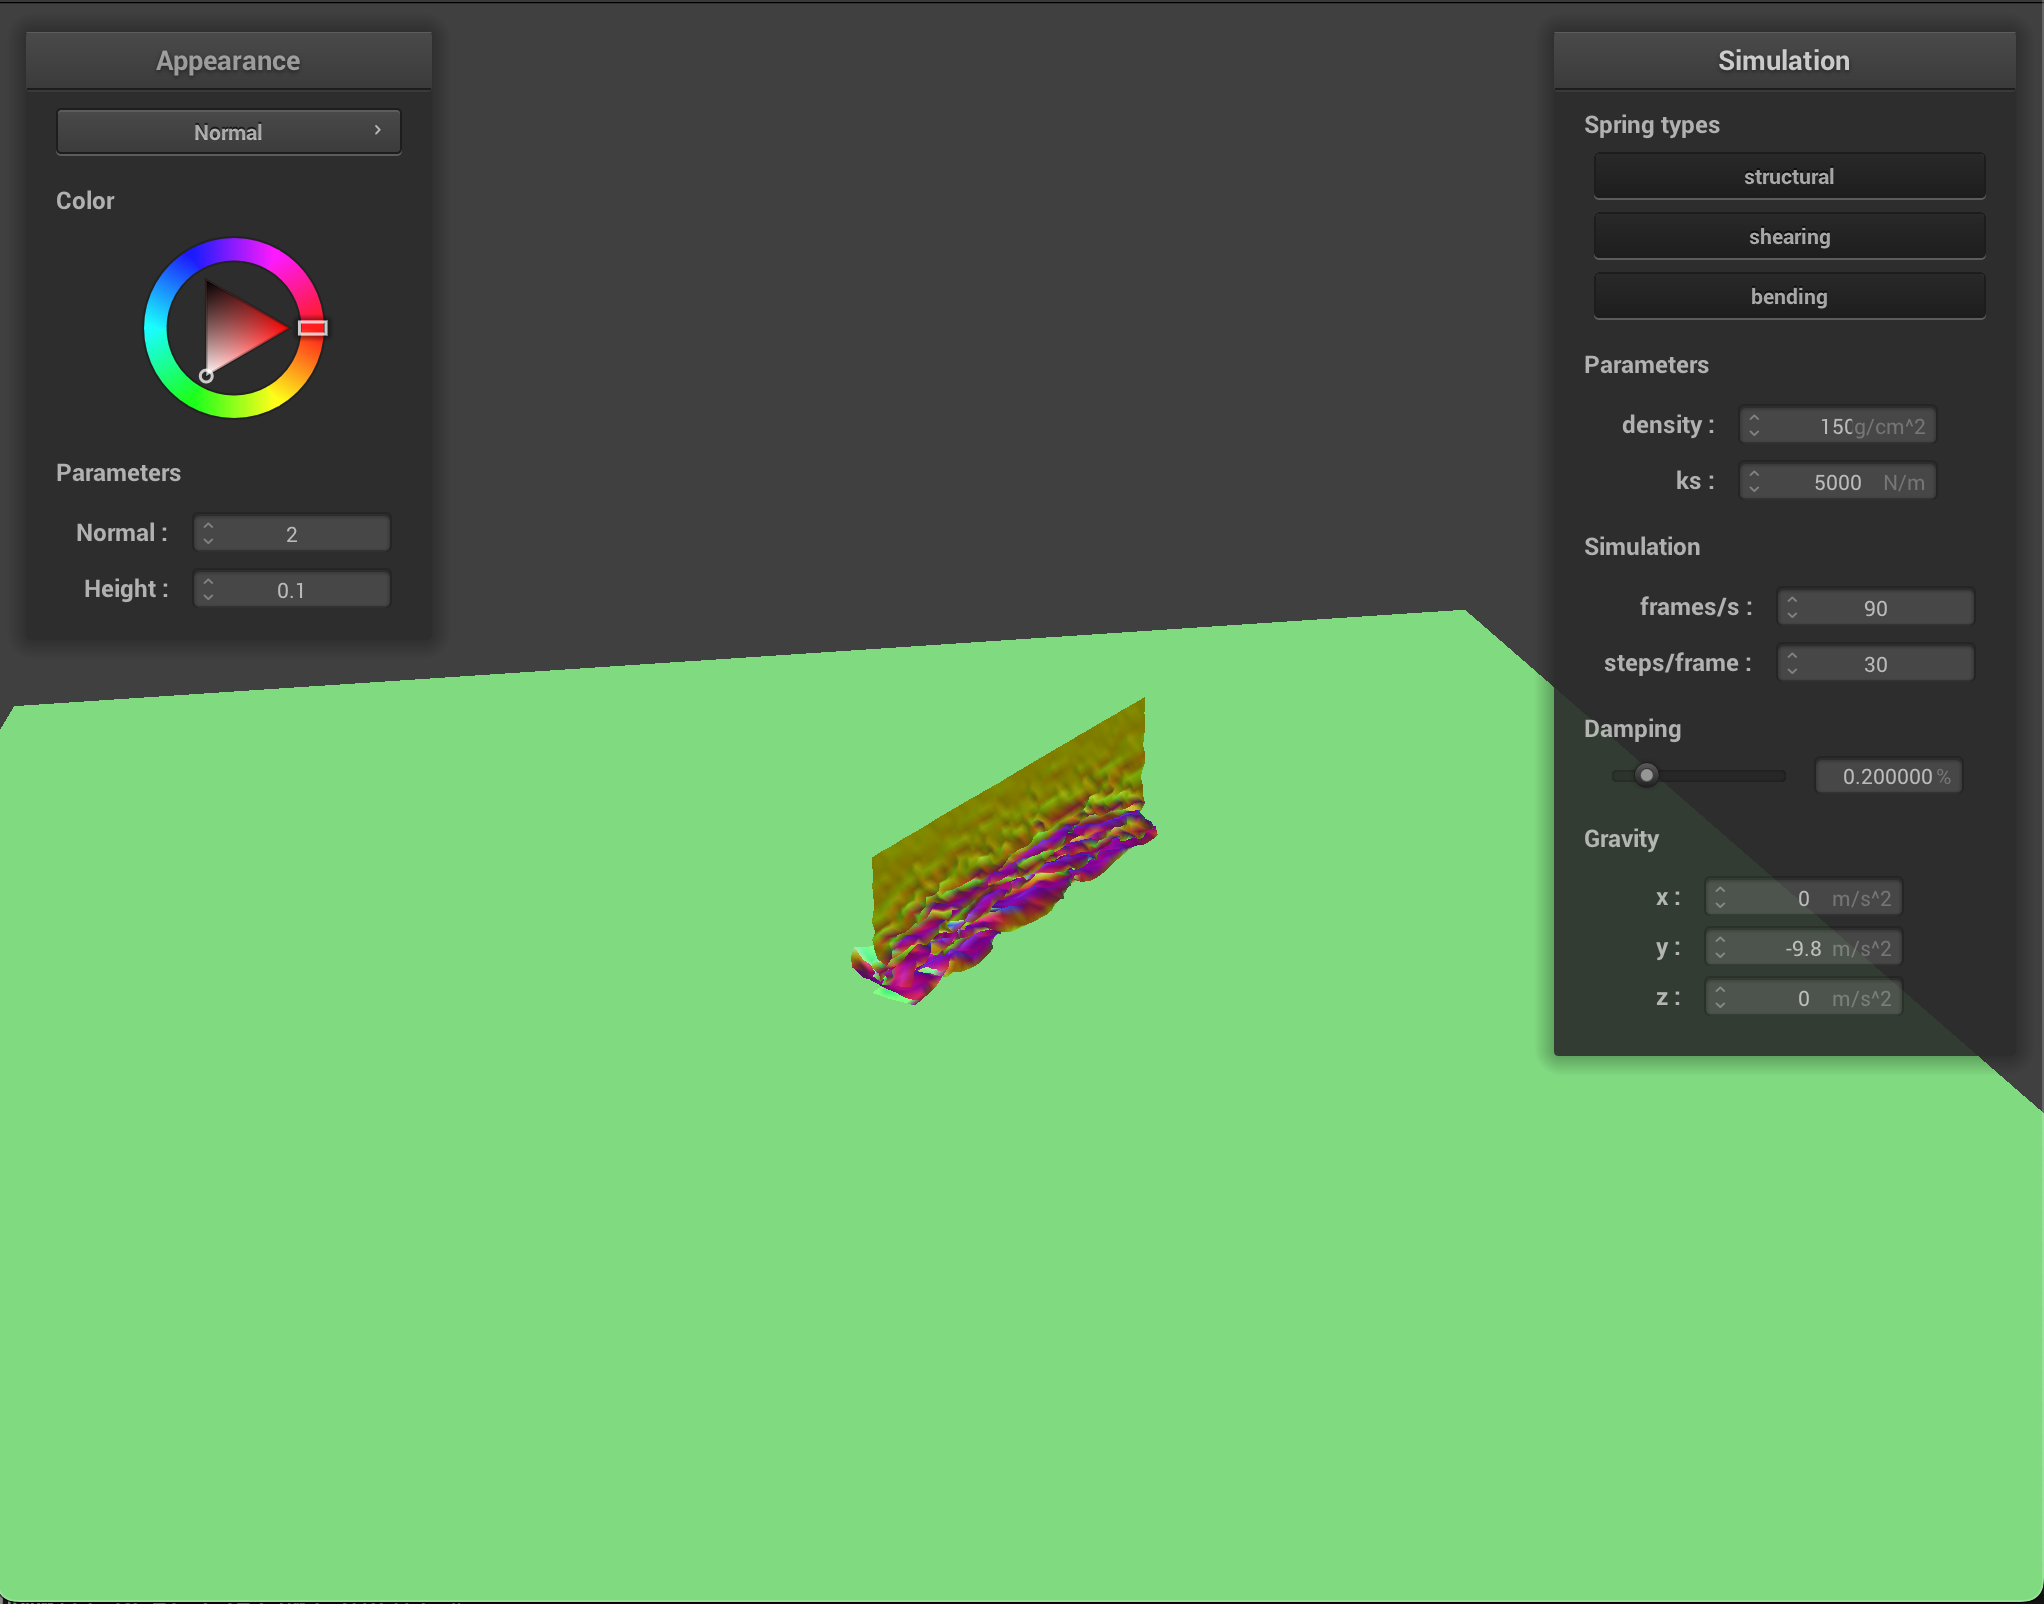 Appearance
Normal
Color
Parameters
Normal :
2
Height :
0.1
Simulation
Spring types
structural
shearing
bending
Parameters
density :
150
g/cm^2
ks :
5000 N/m
Simulation
frames/s :
90
steps/frame :
30
Damping
0.200000 %
Gravity
x :
0 m/s^2
y :
-9.8 m/s^2
z :
0 m/s^2